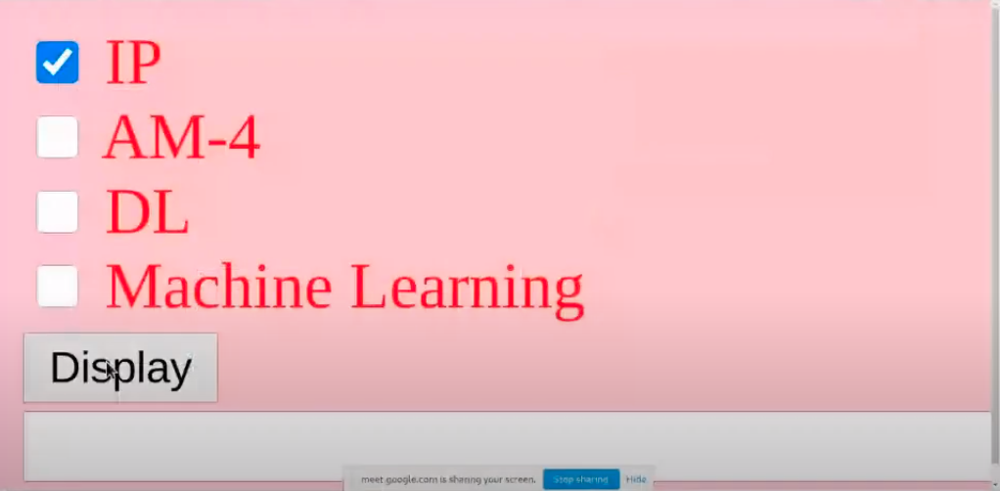 IP
AM-4
DL
Machine Learning
Display
meet google.com is sharing your screen. Stop sharing Hide